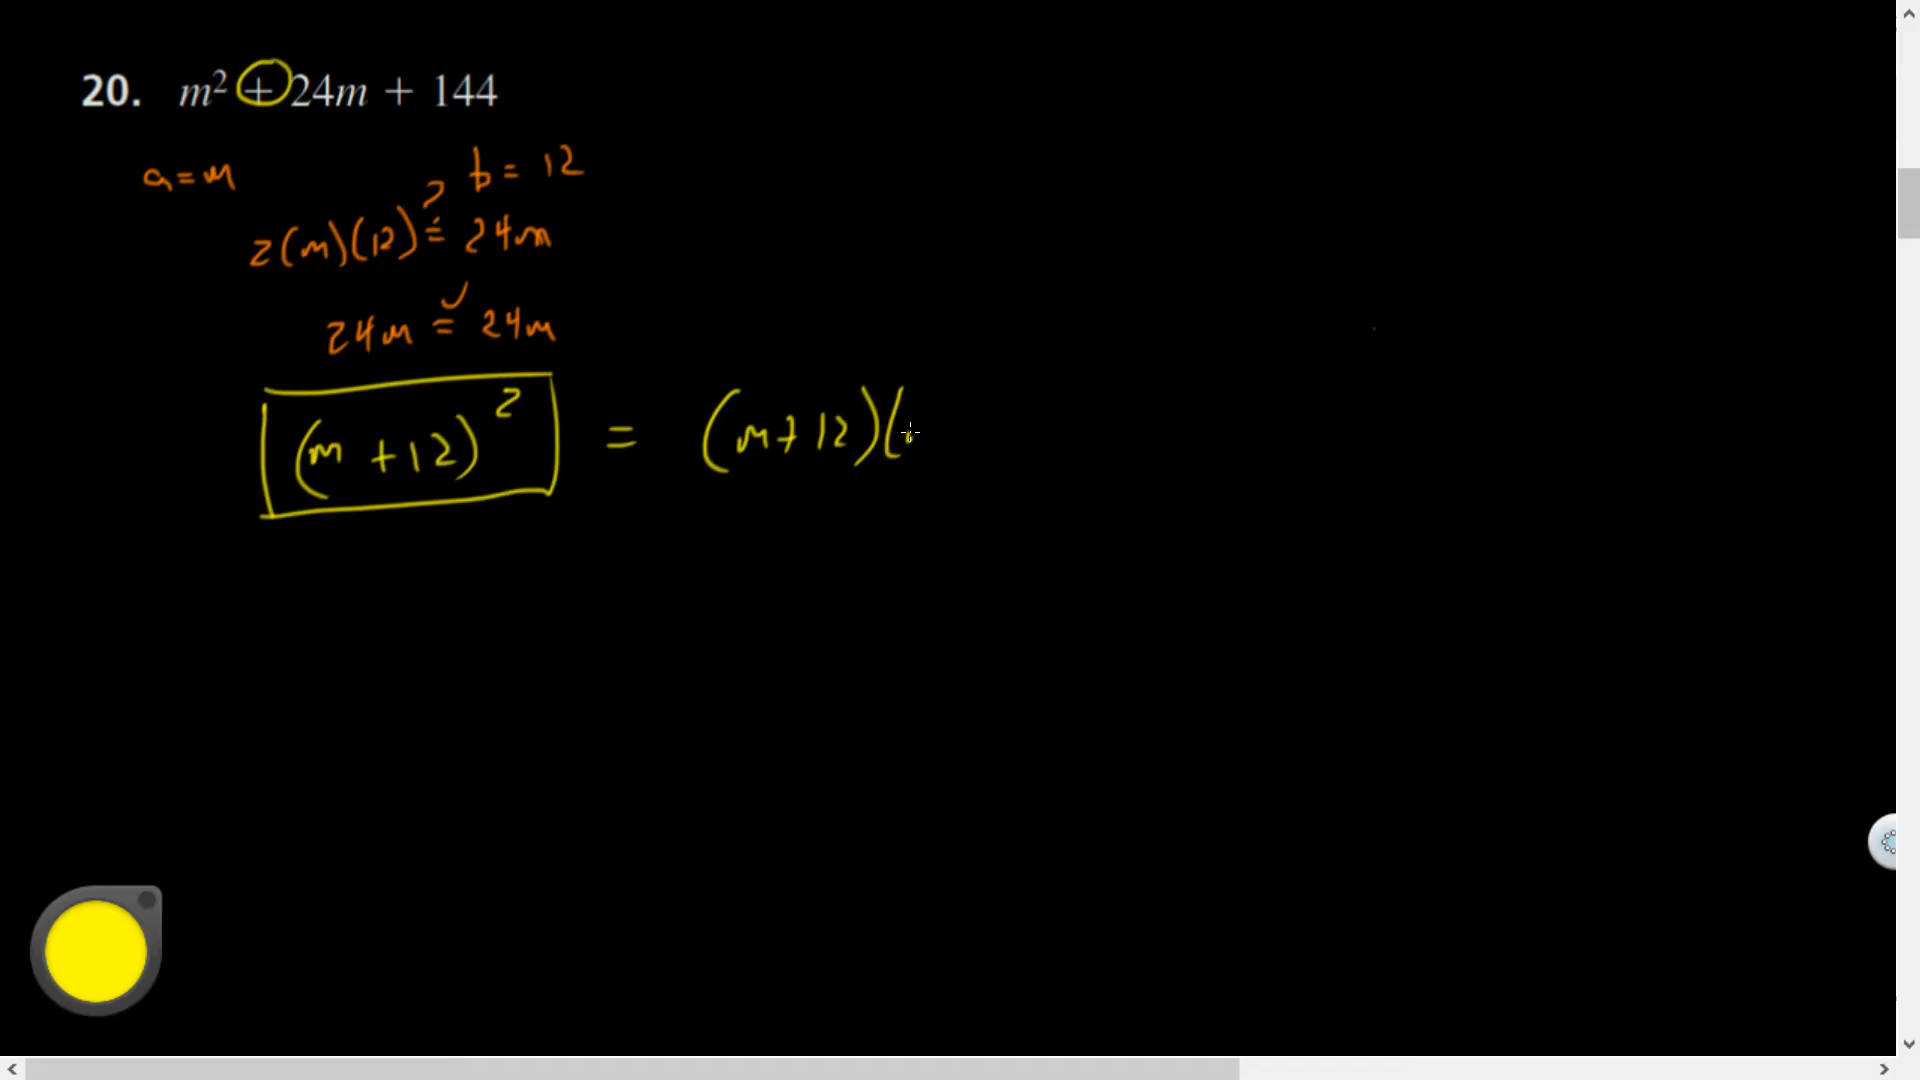 20. m² + 24m + 144
a = m b = 12
2(m)(12) ≟ 24m
24m = 24m
(m + 12)² = (m + 12)(